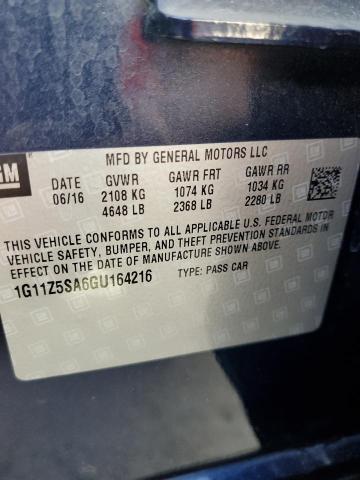 GM
MFD BY GENERAL MOTORS LLC
DATE GVWR GAWR FRT GAWR RR
06/16 2108 KG 1074 KG 1034 KG
4648 LB 2368 LB 2280 LB
THIS VEHICLE CONFORMS TO ALL APPLICABLE U.S. FEDERAL MOTOR
VEHICLE SAFETY, BUMPER, AND THEFT PREVENTION STANDARDS IN
EFFECT ON THE DATE OF MANUFACTURE SHOWN ABOVE.
1G11Z5SA6GU164216 TYPE: PASS CAR